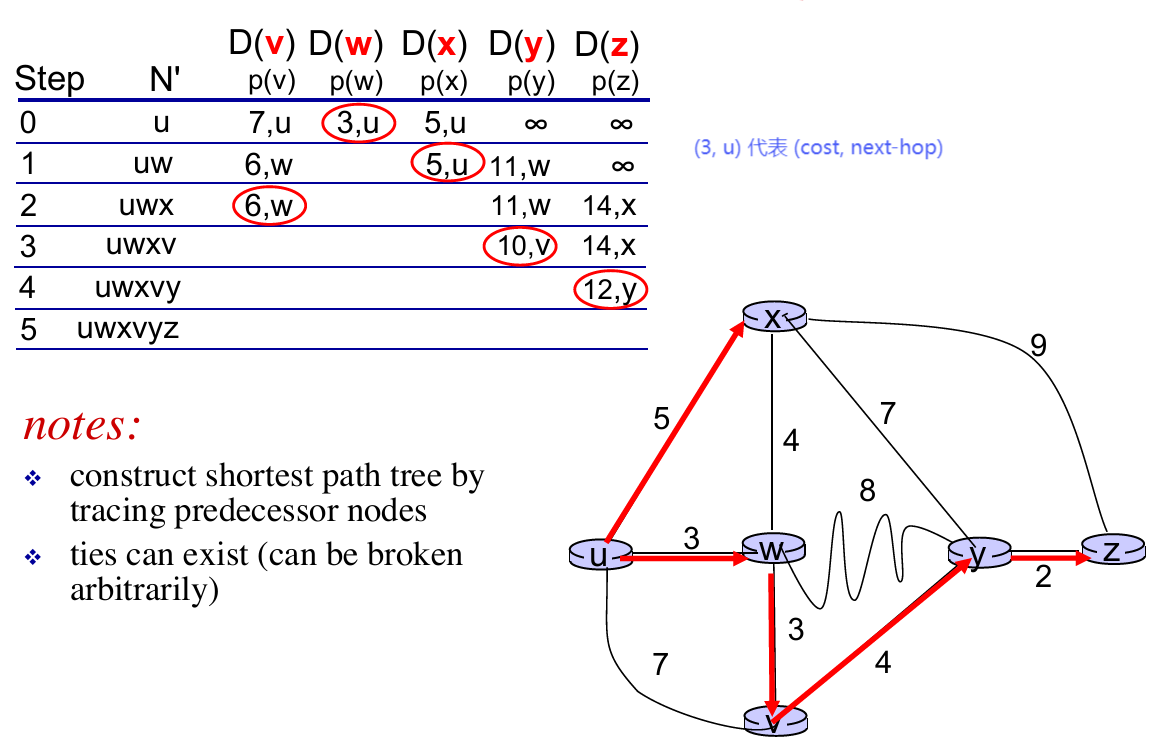 D(v) D(w) D(x) D(y) D(z)
Step N' p(v) p(w) p(x) p(y) p(z)
0 u 7,u 3,u 5,u ∞ ∞
1 uw 6,w 5,u 11,w ∞
2 uwx 6,w 11,w 14,x
3 uwxv 10,v 14,x
4 uwxvy 12,y
5 uwxvyz
(3, u) 代表 (cost, next-hop)
notes:
construct shortest path tree by
tracing predecessor nodes
ties can exist (can be broken
arbitrarily)
x
9
5
7
4
8
u
3
w
y
z
2
3
4
7
v